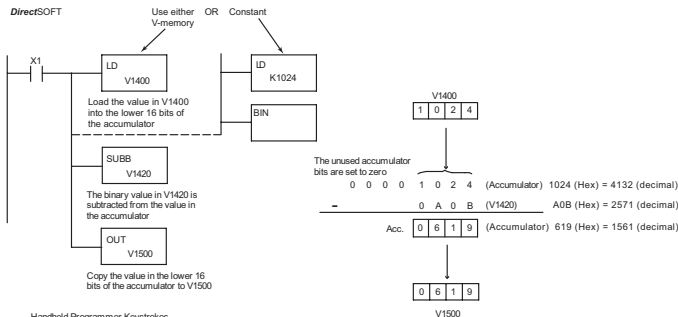 DirectSOFT
Use either OR Constant
V-memory
X1
LD
V1400
LD
K1024
Load the value in V1400
into the lower 16 bits of
the accumulator
BIN
SUBB
V1420
The binary value in V1420 is
subtracted from the value in
the accumulator
OUT
V1500
Copy the value in the lower 16
bits of the accumulator to V1500
Handheld Programmer Keystrokes
V1400
1 0 2 4
The unused accumulator
bits are set to zero
0 0 0 0 1 0 2 4 (Accumulator) 1024 (Hex) = 4132 (decimal)
– 0 A 0 B (V1420) A0B (Hex) = 2571 (decimal)
Acc. 0 6 1 9 (Accumulator) 619 (Hex) = 1561 (decimal)
0 6 1 9
V1500